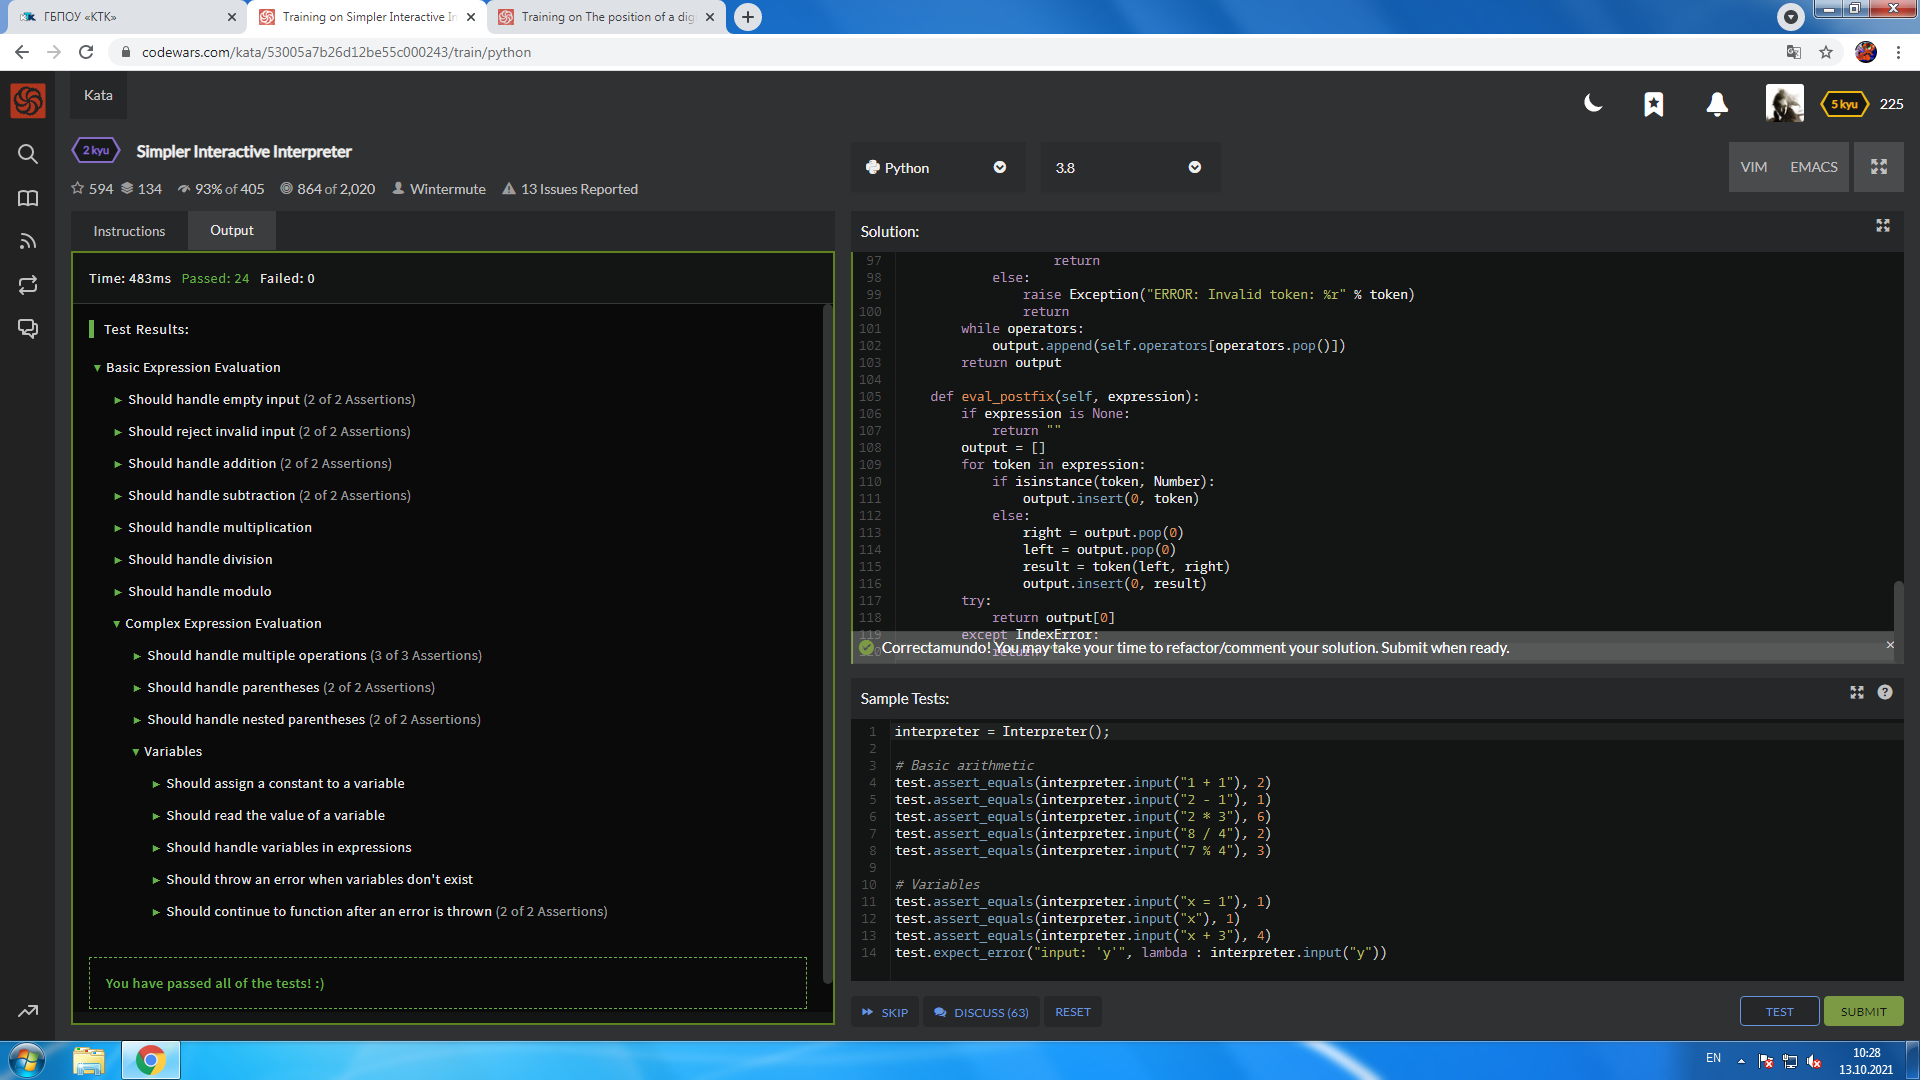 ГБПОУ «КТК»
Training on Simpler Interactive In
Training on The position of a dig
codewars.com/kata/53005a7b26d12be55c000243/train/python
Kata
5 kyu
225
2 kyu
Simpler Interactive Interpreter
594
134
93% of 405
864 of 2,020
Wintermute
13 Issues Reported
Python
3.8
VIM
EMACS
Instructions
Output
Time: 483ms Passed: 24 Failed: 0
Test Results:
Basic Expression Evaluation
Should handle empty input (2 of 2 Assertions)
Should reject invalid input (2 of 2 Assertions)
Should handle addition (2 of 2 Assertions)
Should handle subtraction (2 of 2 Assertions)
Should handle multiplication
Should handle division
Should handle modulo
Complex Expression Evaluation
Should handle multiple operations (3 of 3 Assertions)
Should handle parentheses (2 of 2 Assertions)
Should handle nested parentheses (2 of 2 Assertions)
Variables
Should assign a constant to a variable
Should read the value of a variable
Should handle variables in expressions
Should throw an error when variables don't exist
Should continue to function after an error is thrown (2 of 2 Assertions)
You have passed all of the tests! :)
Solution:
97 return
98 else:
99 raise Exception("ERROR: Invalid token: %r" % token)
100 return
101 while operators:
102 output.append(self.operators[operators.pop()])
103 return output
104
105 def eval_postfix(self, expression):
106 if expression is None:
107 return ""
108 output = []
109 for token in expression:
110 if isinstance(token, Number):
111 output.insert(0, token)
112 else:
113 right = output.pop(0)
114 left = output.pop(0)
115 result = token(left, right)
116 output.insert(0, result)
117 try:
118 return output[0]
119 except IndexError:
Correctamundo! You may take your time to refactor/comment your solution. Submit when ready.
Sample Tests:
1 interpreter = Interpreter();
2
3 # Basic arithmetic
4 test.assert_equals(interpreter.input("1 + 1"), 2)
5 test.assert_equals(interpreter.input("2 - 1"), 1)
6 test.assert_equals(interpreter.input("2 * 3"), 6)
7 test.assert_equals(interpreter.input("8 / 4"), 2)
8 test.assert_equals(interpreter.input("7 % 4"), 3)
9
10 # Variables
11 test.assert_equals(interpreter.input("x = 1"), 1)
12 test.assert_equals(interpreter.input("x"), 1)
13 test.assert_equals(interpreter.input("x + 3"), 4)
14 test.expect_error("input: 'y'", lambda : interpreter.input("y"))
SKIP
DISCUSS (63)
RESET
TEST
SUBMIT
EN
10:28
13.10.2021